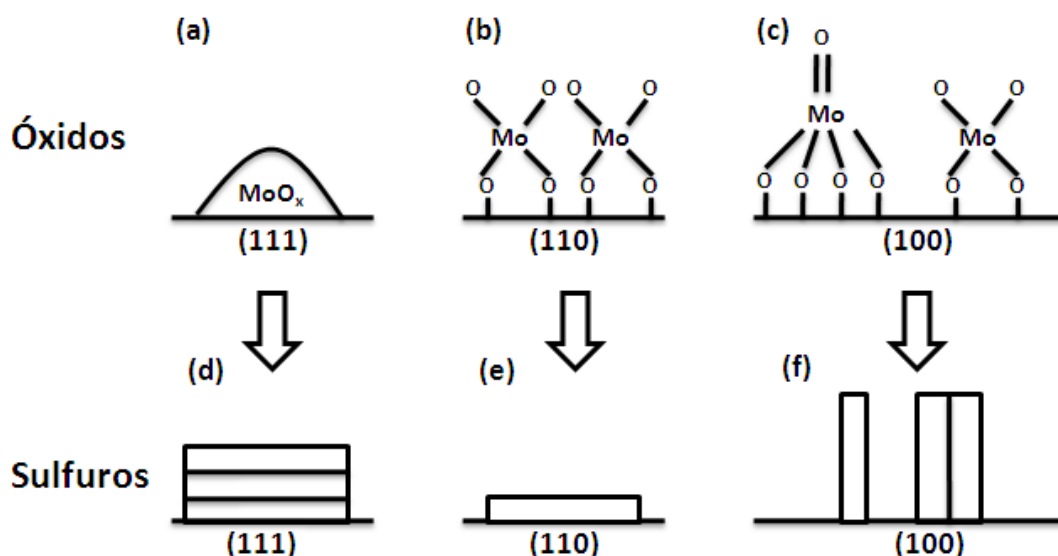 (a) (b) (c)
O
O O O O O O
Óxidos
Mo Mo Mo Mo
MoOx
O O O O O O O O O O
(111) (110) (100)
(d) (e) (f)
Sulfuros
(111) (110) (100)